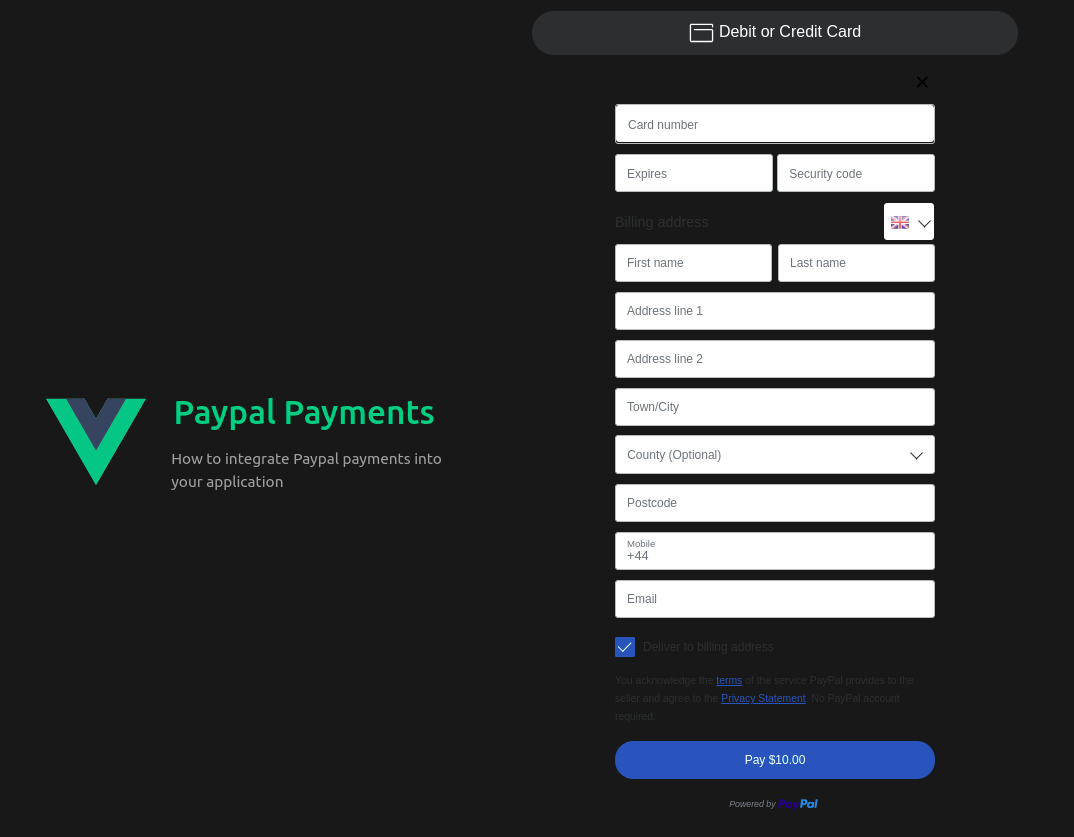 Debit or Credit Card
Card number
Expires
Security code
Billing address
First name
Last name
Address line 1
Address line 2
Town/City
County (Optional)
Postcode
Mobile
+44
Email
Deliver to billing address
You acknowledge the terms of the service PayPal provides to the
seller and agree to the Privacy Statement. No PayPal account
required.
Pay $10.00
Powered by PayPal
Paypal Payments
How to integrate Paypal payments into
your application